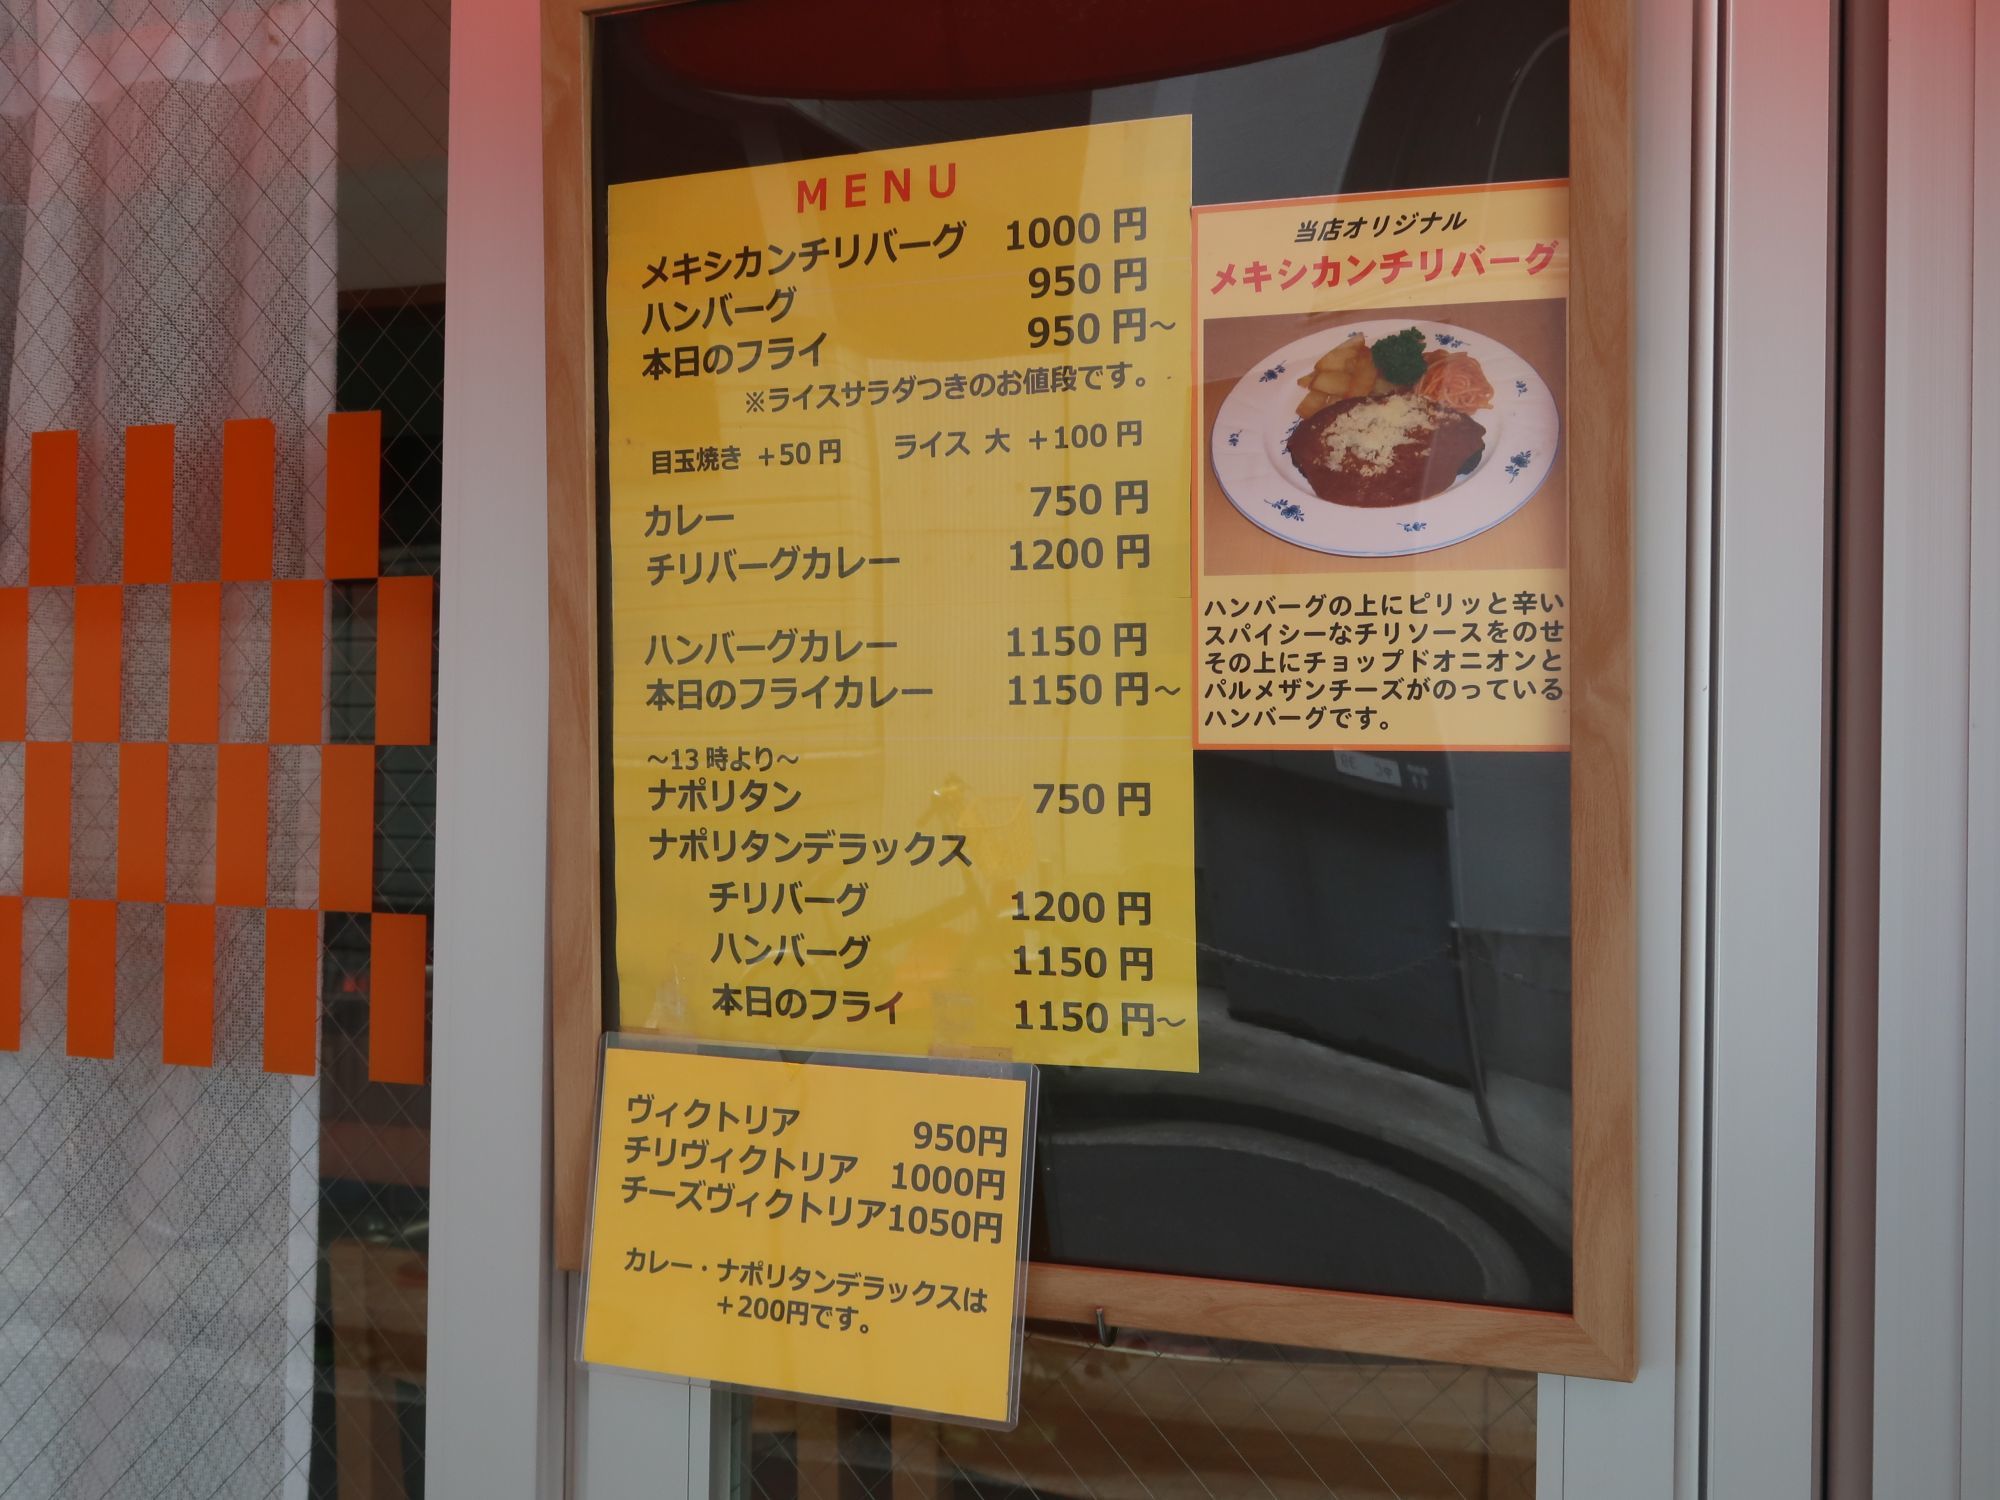 MENU
メキシカンチリバーグ 1000円
ハンバーグ 950円
本日のフライ 950円～
※ライスサラダつきのお値段です。
目玉焼き ＋50円 ライス 大 ＋100円
カレー 750円
チリバーグカレー 1200円
ハンバーグカレー 1150円
本日のフライカレー 1150円～
～13時より～
ナポリタン 750円
ナポリタンデラックス
チリバーグ 1200円
ハンバーグ 1150円
本日のフライ 1150円～
ヴィクトリア 950円
チリヴィクトリア 1000円
チーズヴィクトリア1050円
カレー・ナポリタンデラックスは
＋200円です。
当店オリジナル
メキシカンチリバーグ
ハンバーグの上にピリッと辛い
スパイシーなチリソースをのせ
その上にチョップドオニオンと
パルメザンチーズがのっている
ハンバーグです。